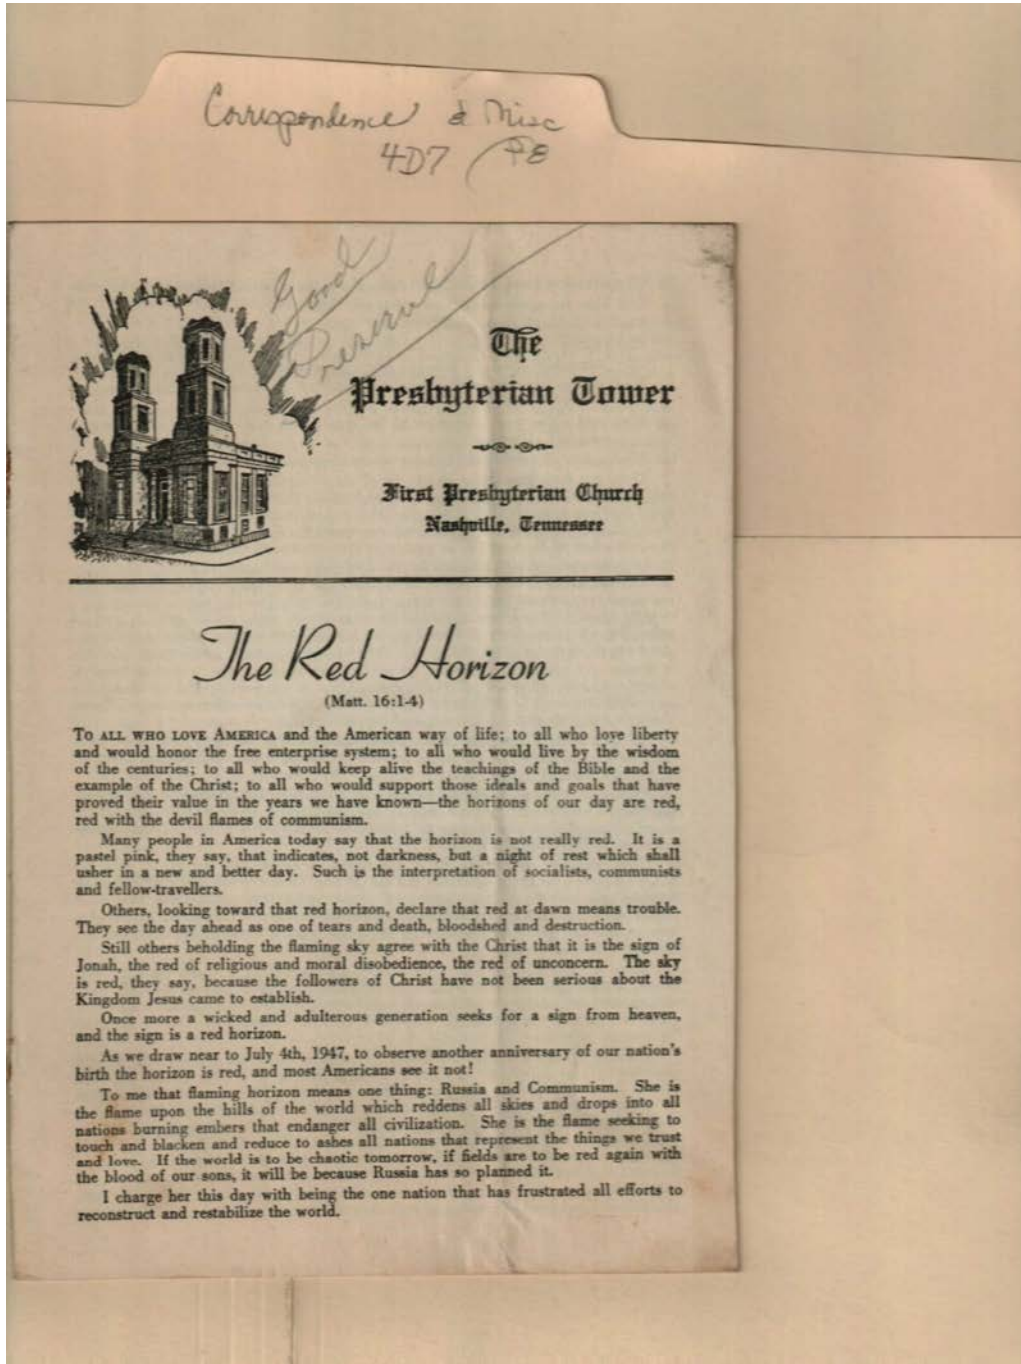 Correspondence & Misc
4D7
Good
Preserve
The
Presbyterian Tower
First Presbyterian Church
Nashville, Tennessee
The Red Horizon
(Matt. 16:1-4)
TO ALL WHO LOVE AMERICA and the American way of life; to all who love liberty
and would honor the free enterprise system; to all who would live by the wisdom
of the centuries; to all who would keep alive the teachings of the Bible and the
example of the Christ; to all who would support those ideals and goals that have
proved their value in the years we have known—the horizons of our day are red,
red with the devil flames of communism.
Many people in America today say that the horizon is not really red. It is a
pastel pink, they say, that indicates, not darkness, but a night of rest which shall
usher in a new and better day. Such is the interpretation of socialists, communists
and fellow-travellers.
Others, looking toward that red horizon, declare that red at dawn means trouble.
They see the day ahead as one of tears and death, bloodshed and destruction.
Still others beholding the flaming sky agree with the Christ that it is the sign of
Jonah, the red of religious and moral disobedience, the red of unconcern. The sky
is red, they say, because the followers of Christ have not been serious about the
Kingdom Jesus came to establish.
Once more a wicked and adulterous generation seeks for a sign from heaven,
and the sign is a red horizon.
As we draw near to July 4th, 1947, to observe another anniversary of our nation's
birth the horizon is red, and most Americans see it not!
To me that flaming horizon means one thing: Russia and Communism. She is
the flame upon the hills of the world which reddens all skies and drops into all
nations burning embers that endanger all civilization. She is the flame seeking to
touch and blacken and reduce to ashes all nations that represent the things we trust
and love. If the world is to be chaotic tomorrow, if fields are to be red again with
the blood of our sons, it will be because Russia has so planned it.
I charge her this day with being the one nation that has frustrated all efforts to
reconstruct and restabilize the world.